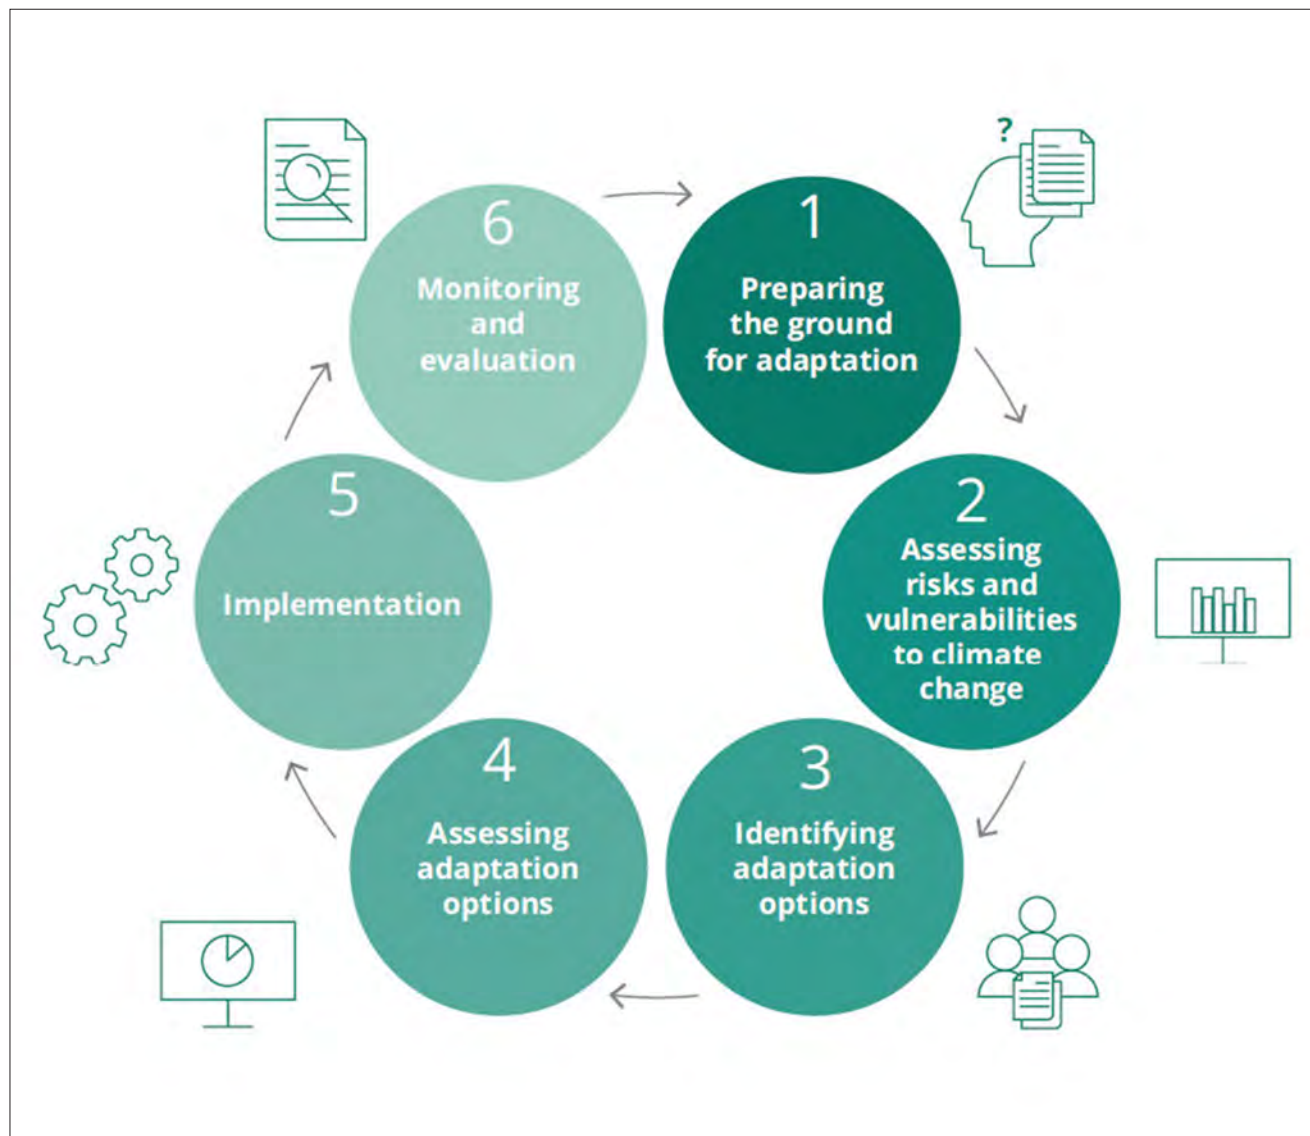 ?
1
Preparing
the ground
for adaptation
2
Assessing
risks and
vulnerabilities
to climate
change
3
Identifying
adaptation
options
4
Assessing
adaptation
options
5
Implementation
6
Monitoring
and
evaluation